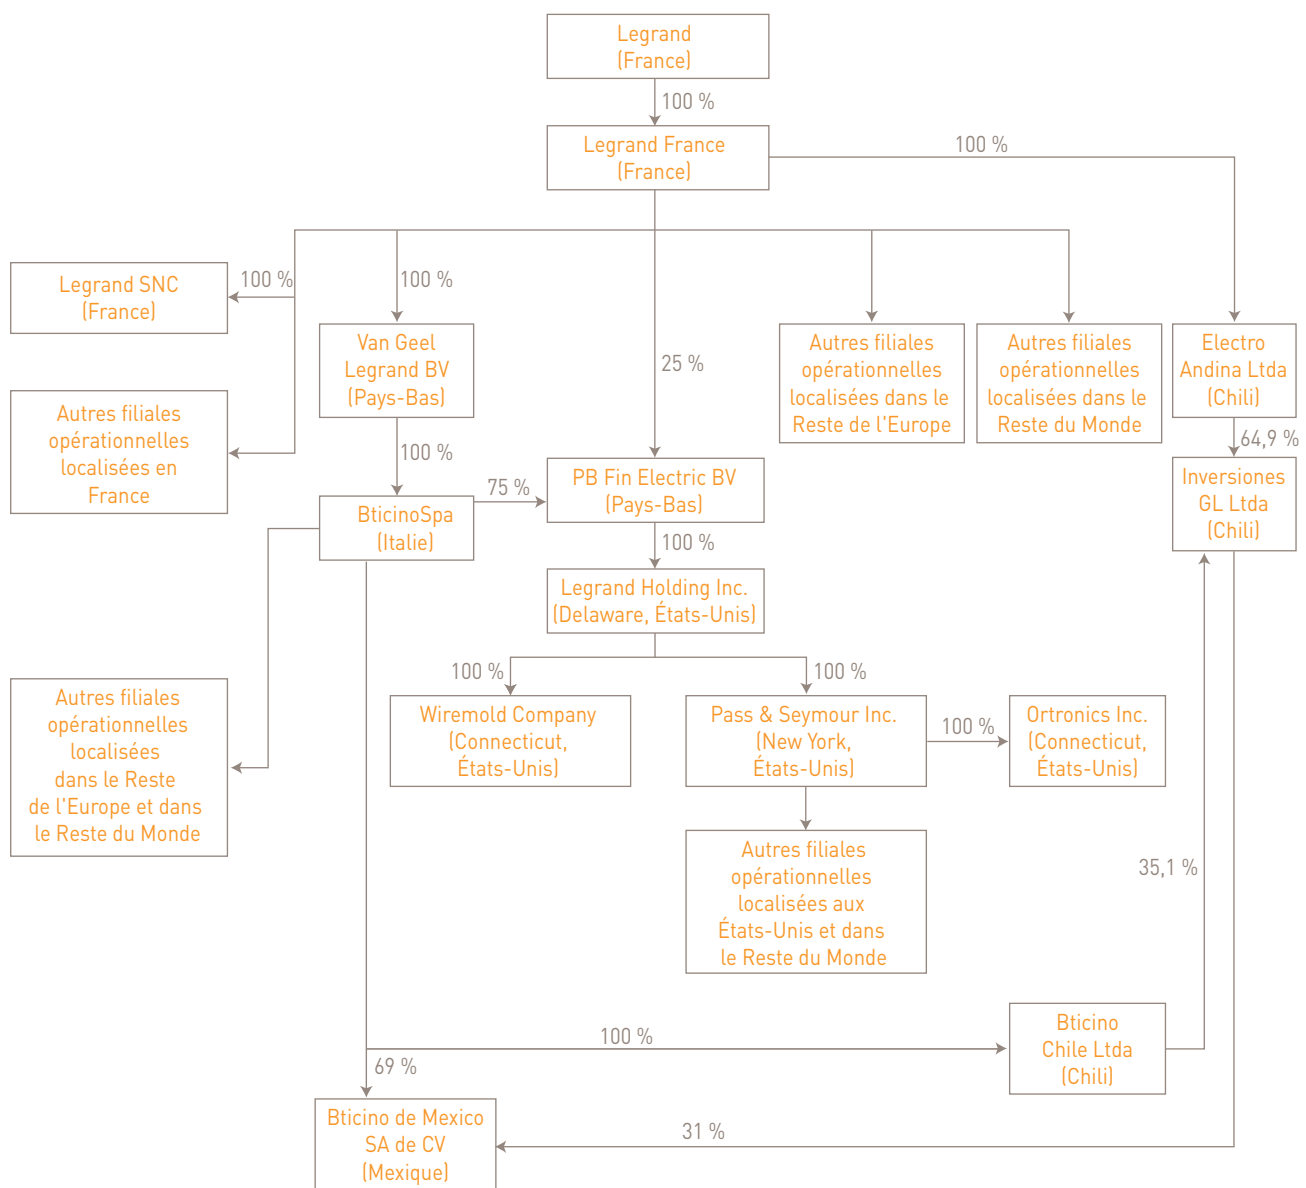 Legrand
(France)
100 %
Legrand France
(France)
100 %
Legrand SNC
(France)
100 %
100 %
Van Geel
Legrand BV
(Pays-Bas)
25 %
Autres filiales
opérationnelles
localisées dans le
Reste de l'Europe
Autres filiales
opérationnelles
localisées dans le
Reste du Monde
Electro
Andina Ltda
(Chili)
Autres filiales
opérationnelles
localisées en
France
100 %
64,9 %
BticinoSpa
(Italie)
75 %
PB Fin Electric BV
(Pays-Bas)
Inversiones
GL Ltda
(Chili)
100 %
Legrand Holding Inc.
(Delaware, États-Unis)
100 %
100 %
Autres filiales
opérationnelles
localisées
dans le Reste
de l'Europe et dans
le Reste du Monde
Wiremold Company
(Connecticut,
États-Unis)
Pass & Seymour Inc.
(New York,
États-Unis)
100 %
Ortronics Inc.
(Connecticut,
États-Unis)
Autres filiales
opérationnelles
localisées aux
États-Unis et dans
le Reste du Monde
35,1 %
100 %
Bticino
Chile Ltda
(Chili)
69 %
Bticino de Mexico
SA de CV
(Mexique)
31 %